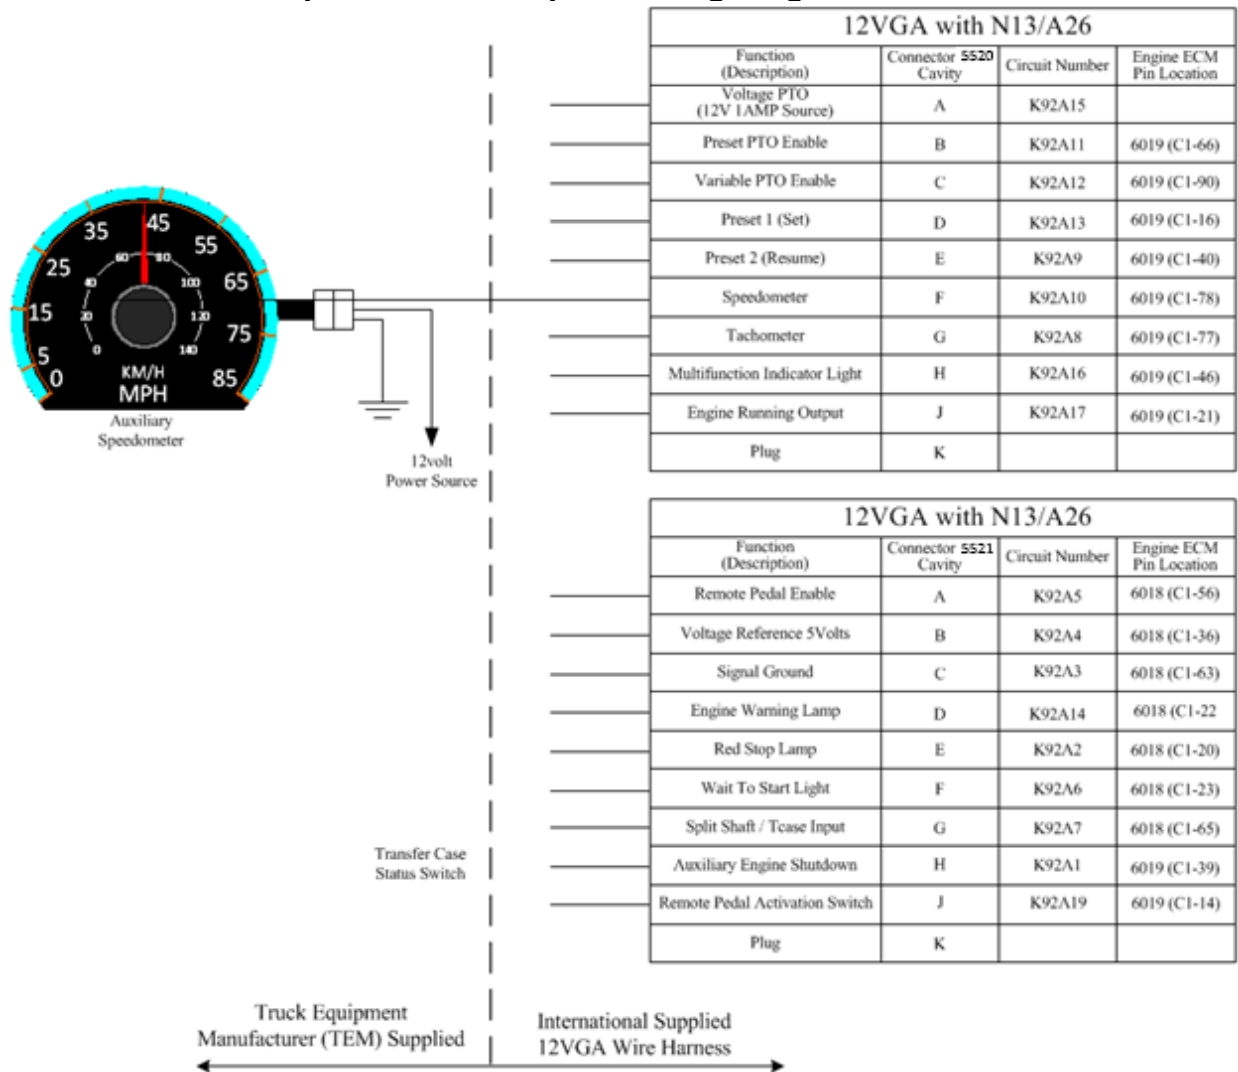 12VGA with N13/A26
Function
(Description)
Connector 5520
Cavity
Circuit Number
Engine ECM
Pin Location
Voltage PTO
(12V 1AMP Source)
A
K92A15
Preset PTO Enable
B
K92A11
6019 (C1-66)
Variable PTO Enable
C
K92A12
6019 (C1-90)
Preset 1 (Set)
D
K92A13
6019 (C1-16)
Preset 2 (Resume)
E
K92A9
6019 (C1-40)
Speedometer
F
K92A10
6019 (C1-78)
Tachometer
G
K92A8
6019 (C1-77)
Multifunction Indicator Light
H
K92A16
6019 (C1-46)
Engine Running Output
J
K92A17
6019 (C1-21)
Plug
K
0
5
15
25
35
45
55
65
75
85
0
20
40
60
80
100
120
140
KM/H
MPH
Auxiliary
Speedometer
12volt
Power Source
12VGA with N13/A26
Function
(Description)
Connector 5521
Cavity
Circuit Number
Engine ECM
Pin Location
Remote Pedal Enable
A
K92A5
6018 (C1-56)
Voltage Reference 5Volts
B
K92A4
6018 (C1-36)
Signal Ground
C
K92A3
6018 (C1-63)
Engine Warning Lamp
D
K92A14
6018 (C1-22
Red Stop Lamp
E
K92A2
6018 (C1-20)
Wait To Start Light
F
K92A6
6018 (C1-23)
Split Shaft / Tcase Input
G
K92A7
6018 (C1-65)
Auxiliary Engine Shutdown
H
K92A1
6019 (C1-39)
Remote Pedal Activation Switch
J
K92A19
6019 (C1-14)
Plug
K
Transfer Case
Status Switch
Truck Equipment
Manufacturer (TEM) Supplied
International Supplied
12VGA Wire Harness